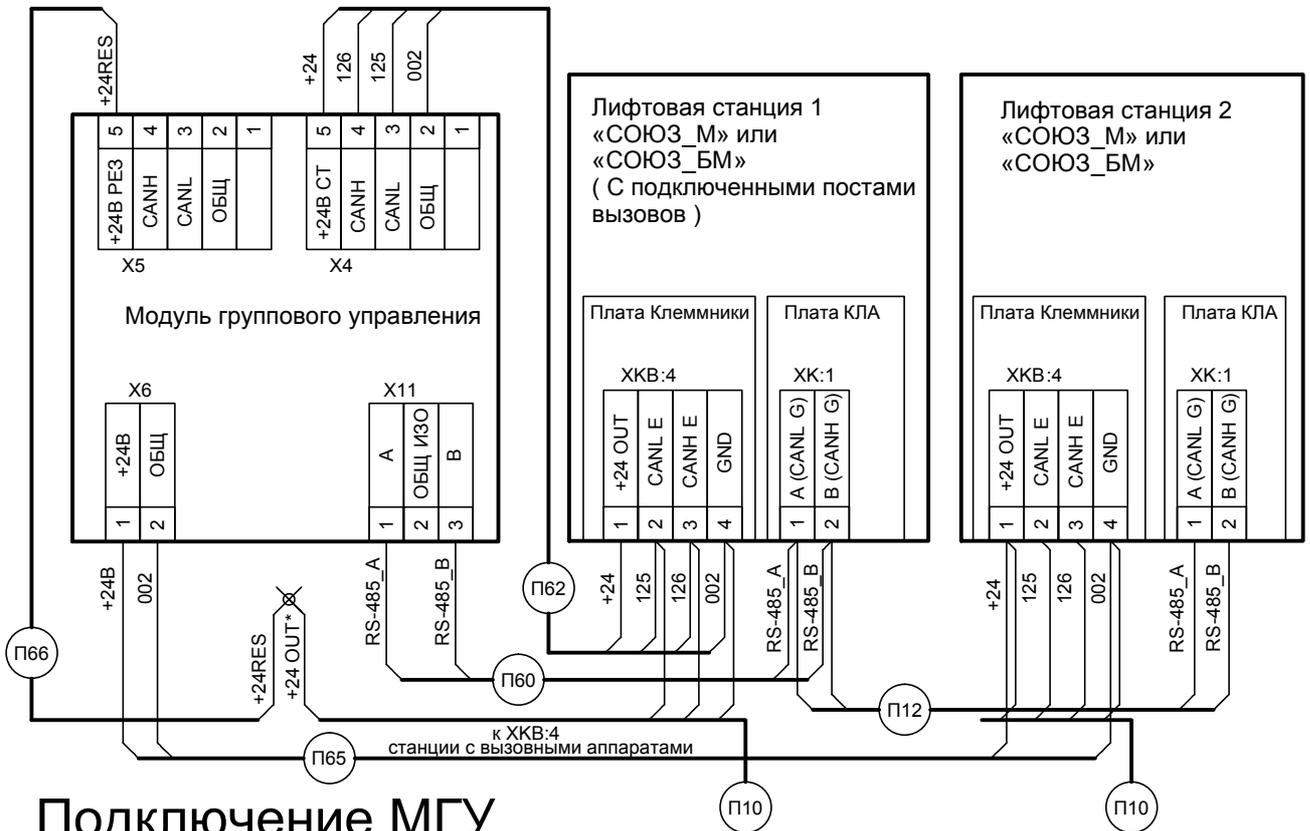 +24RES
+24
126
125
002
5
4
3
2
1
+24В РЕЗ
CANH
CANL
ОБЩ
X5
5
4
3
2
1
+24В СТ
CANH
CANL
ОБЩ
X4
Модуль группового управления
X6
+24В
ОБЩ
1
2
X11
A
ОБЩ ИЗО
B
1
2
3
Лифтовая станция 1
«СОЮЗ_М» или
«СОЮЗ_БМ»
( С подключенными постами
вызовов )
Плата Клеммники
XKB:4
+24 OUT
CANL E
CANH E
GND
1
2
3
4
Плата КЛА
XK:1
A (CANL G)
B (CANH G)
1
2
Лифтовая станция 2
«СОЮЗ_М» или
«СОЮЗ_БМ»
Плата Клеммники
XKB:4
+24 OUT
CANL E
CANH E
GND
1
2
3
4
Плата КЛА
XK:1
A (CANL G)
B (CANH G)
1
2
+24В
002
RS-485_A
RS-485_B
П62
+24
125
126
002
RS-485_A
RS-485_B
+24
125
126
002
RS-485_A
RS-485_B
П66
+24RES
+24 OUT*
П60
П12
к XKB:4
станции с вызовными аппаратами
П65
П10
П10
Подключение МГУ